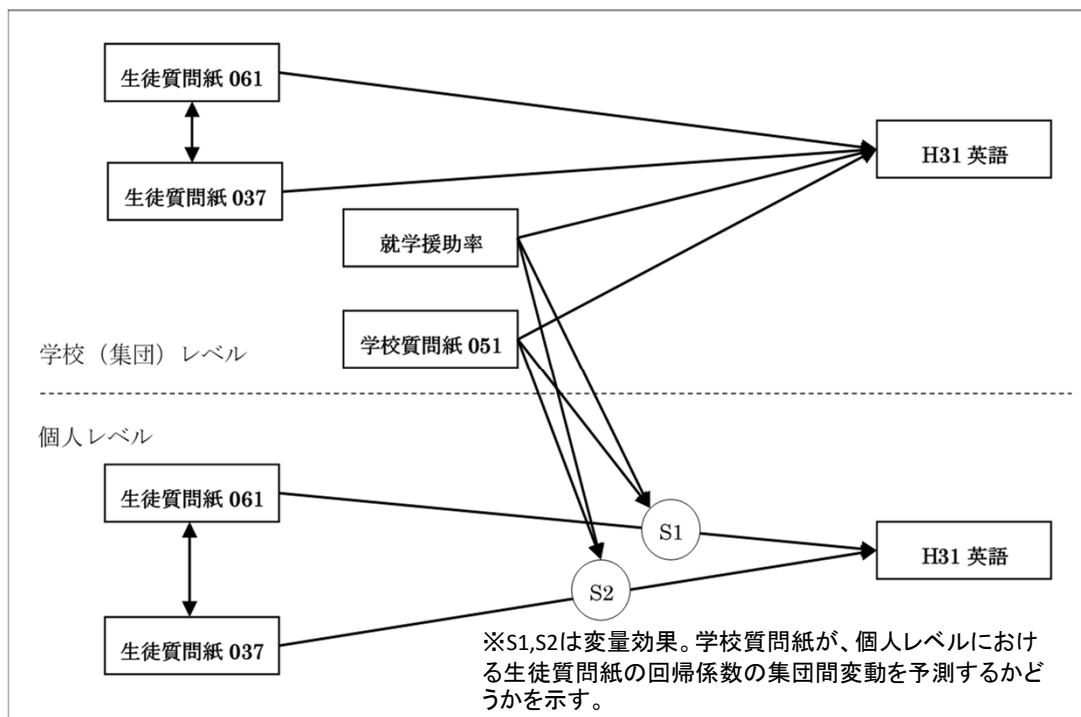 生徒質問紙 061
H31 英語
生徒質問紙 037
就学援助率
学校質問紙 051
学校（集団）レベル
個人レベル
生徒質問紙 061
S1
H31 英語
S2
生徒質問紙 037
※S1,S2は変量効果。学校質問紙が、個人レベルにおけ
る生徒質問紙の回帰係数の集団間変動を予測するかど
うかを示す。